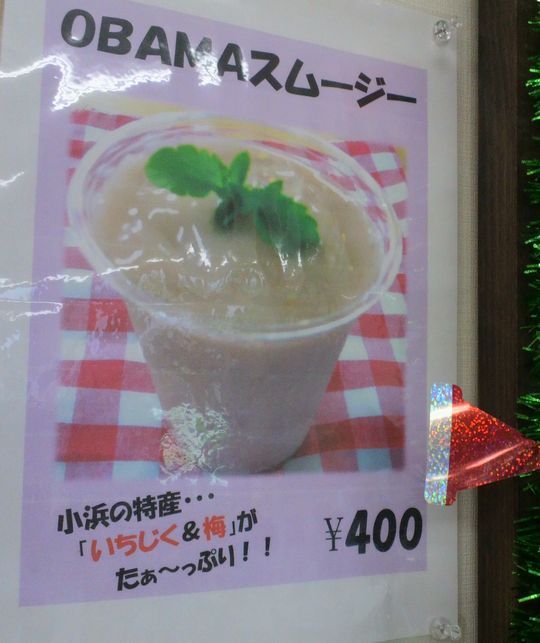 OBAMAスムージー
小浜の特産・・・
「いちじく&梅」が
たぁ〜っぷり！！
¥400